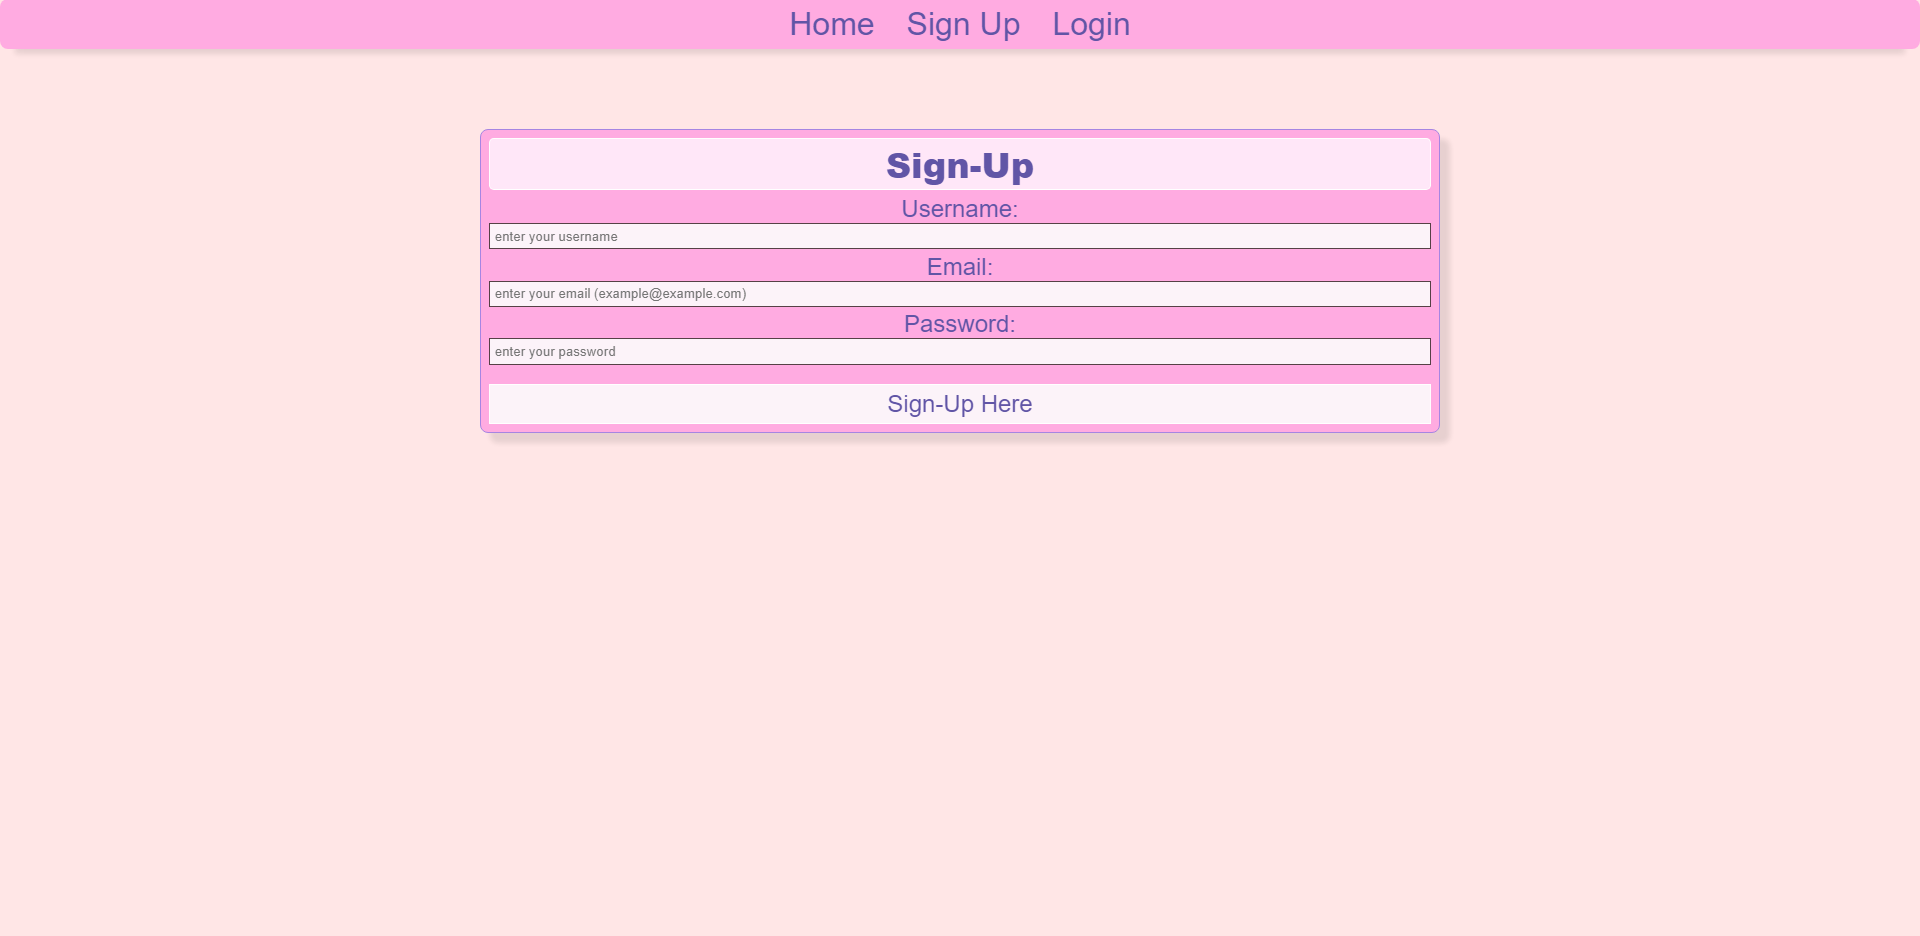 Home Sign Up Login
Sign-Up
Username:
enter your username
Email:
enter your email (example@example.com)
Password:
enter your password
Sign-Up Here